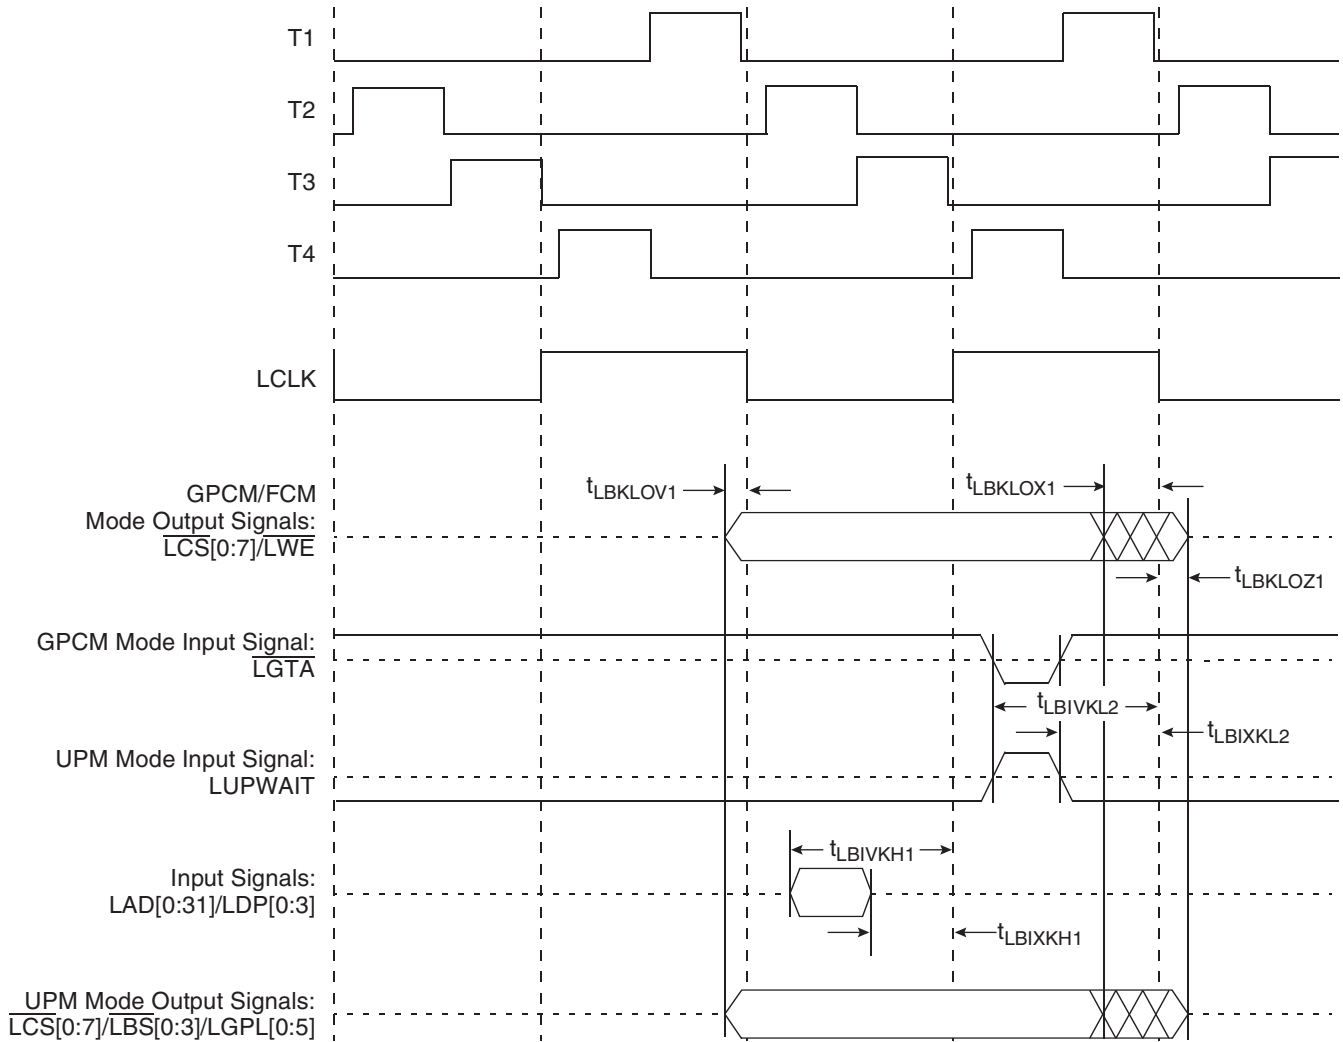 T1
T2
T3
T4
LCLK
GPCM/FCM
Mode Output Signals:
LCS[0:7]/LWE
tLBKLOV1
tLBKLOX1
tLBKLOZ1
GPCM Mode Input Signal:
LGTA
tLBIVKL2
tLBIXKL2
UPM Mode Input Signal:
LUPWAIT
tLBIVKH1
Input Signals:
LAD[0:31]/LDP[0:3]
tLBIXKH1
UPM Mode Output Signals:
LCS[0:7]/LBS[0:3]/LGPL[0:5]